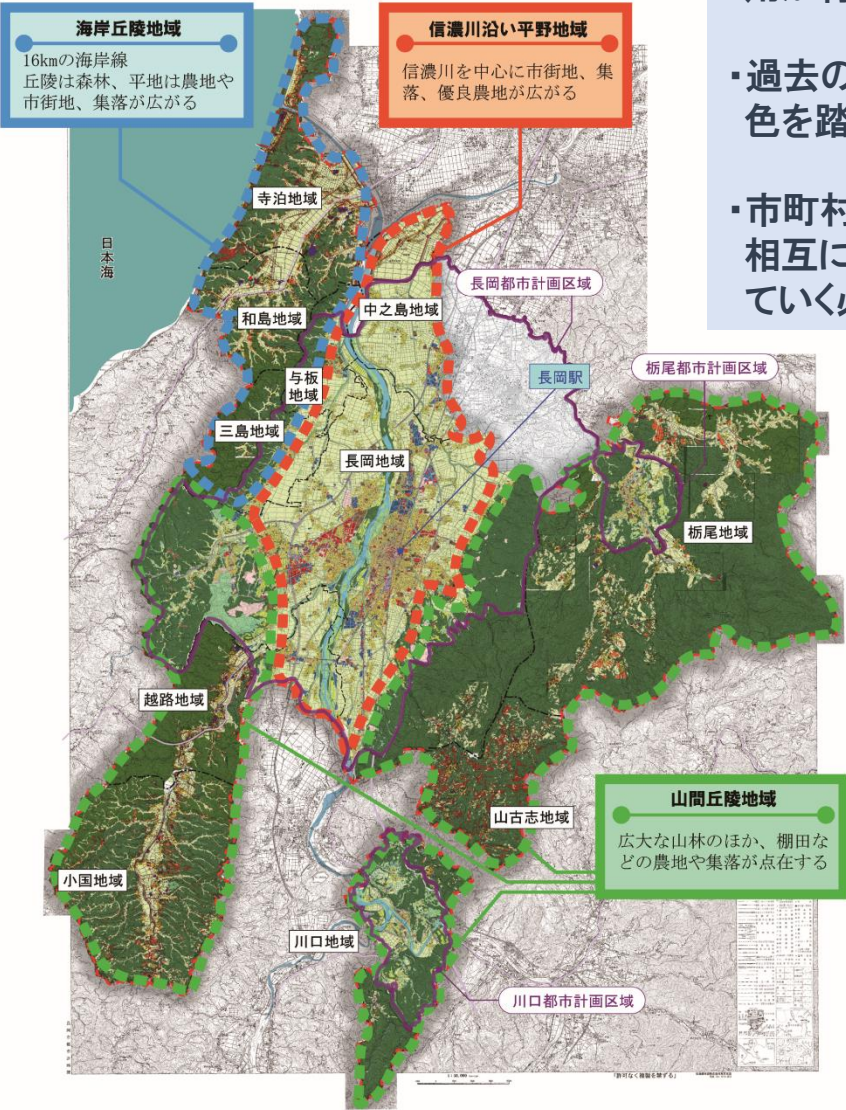 海岸丘陵地域
16kmの海岸線
丘陵は森林、平地は農地や
市街地、集落が広がる
信濃川沿い平野地域
信濃川を中心に市街地、集
落、優良農地が広がる
・過去の
色を踏
・市町村
相互に
ていく
寺泊地域
日本海
長岡都市計画区域
中之島地域
和島地域
栃尾都市計画区域
長岡駅
与板
地域
三島地域
長岡地域
栃尾地域
越路地域
山間丘陵地域
広大な山林のほか、棚田な
どの農地や集落が点在する
山古志地域
小国地域
川口地域
川口都市計画区域